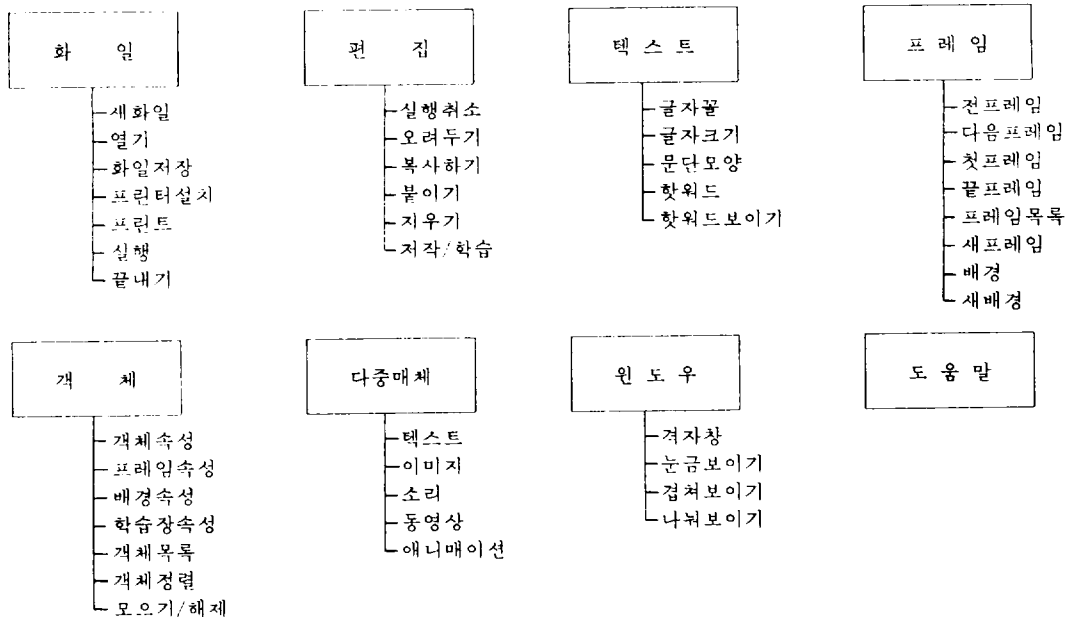 화 일
새화일
열기
화일저장
프린터설치
프린트
실행
끝내기
편 집
실행취소
오려두기
복사하기
붙이기
지우기
저작/학습
텍 스 트
글자꼴
글자크기
문단모양
핫워드
핫워드보이기
프 레 임
전프레임
다음프레임
첫프레임
끝프레임
프레임목록
새프레임
배경
새배경
객 체
객체속성
프레임속성
배경속성
학습장속성
객체목록
객체정렬
모으기/해제
다중매체
텍스트
이미지
소리
동영상
애니매이션
윈 도 우
격자창
눈금보이기
겹쳐보이기
나눠보이기
도 움 말